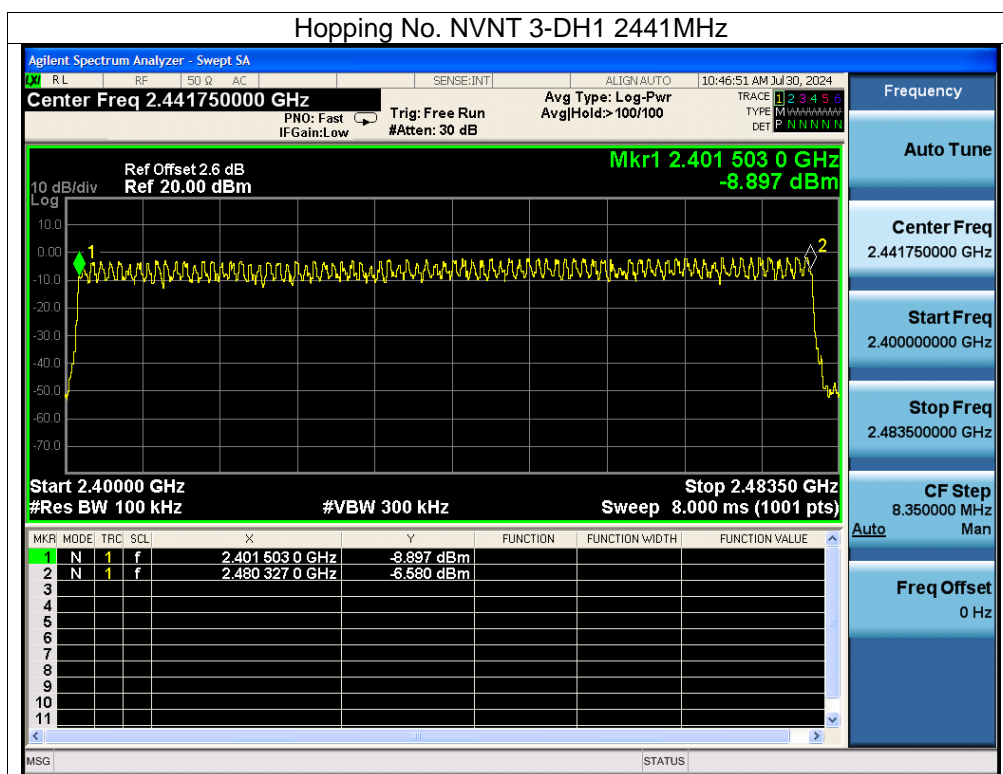 Hopping No. NVNT 3-DH1 2441MHz
Agilent Spectrum Analyzer - Swept SA
LXI RL RF 50 Ω AC SENSE:INT ALIGN AUTO 10:46:51 AM Jul 30, 2024
Center Freq 2.441750000 GHz
PNO: Fast
IFGain:Low
Trig: Free Run
#Atten: 30 dB
Avg Type: Log-Pwr
Avg|Hold:>100/100
TRACE 1 2 3 4 5 6
TYPE M WWWWW
DET P N N N N N
Frequency
Auto Tune
Center Freq
2.441750000 GHz
Start Freq
2.400000000 GHz
Stop Freq
2.483500000 GHz
CF Step
8.350000 MHz
Auto Man
Freq Offset
0 Hz
Mkr1 2.401 503 0 GHz
-8.897 dBm
Ref Offset 2.6 dB
10 dB/div Ref 20.00 dBm
Log
10.0
0.00
-10.0
-20.0
-30.0
-40.0
-50.0
-60.0
-70.0
1
2
Start 2.40000 GHz Stop 2.48350 GHz
#Res BW 100 kHz #VBW 300 kHz Sweep 8.000 ms (1001 pts)
MKR MODE TRC SCL X Y FUNCTION FUNCTION WIDTH FUNCTION VALUE
1 N 1 f 2.401 503 0 GHz -8.897 dBm
2 N 1 f 2.480 327 0 GHz -6.580 dBm
3
4
5
6
7
8
9
10
11
MSG STATUS